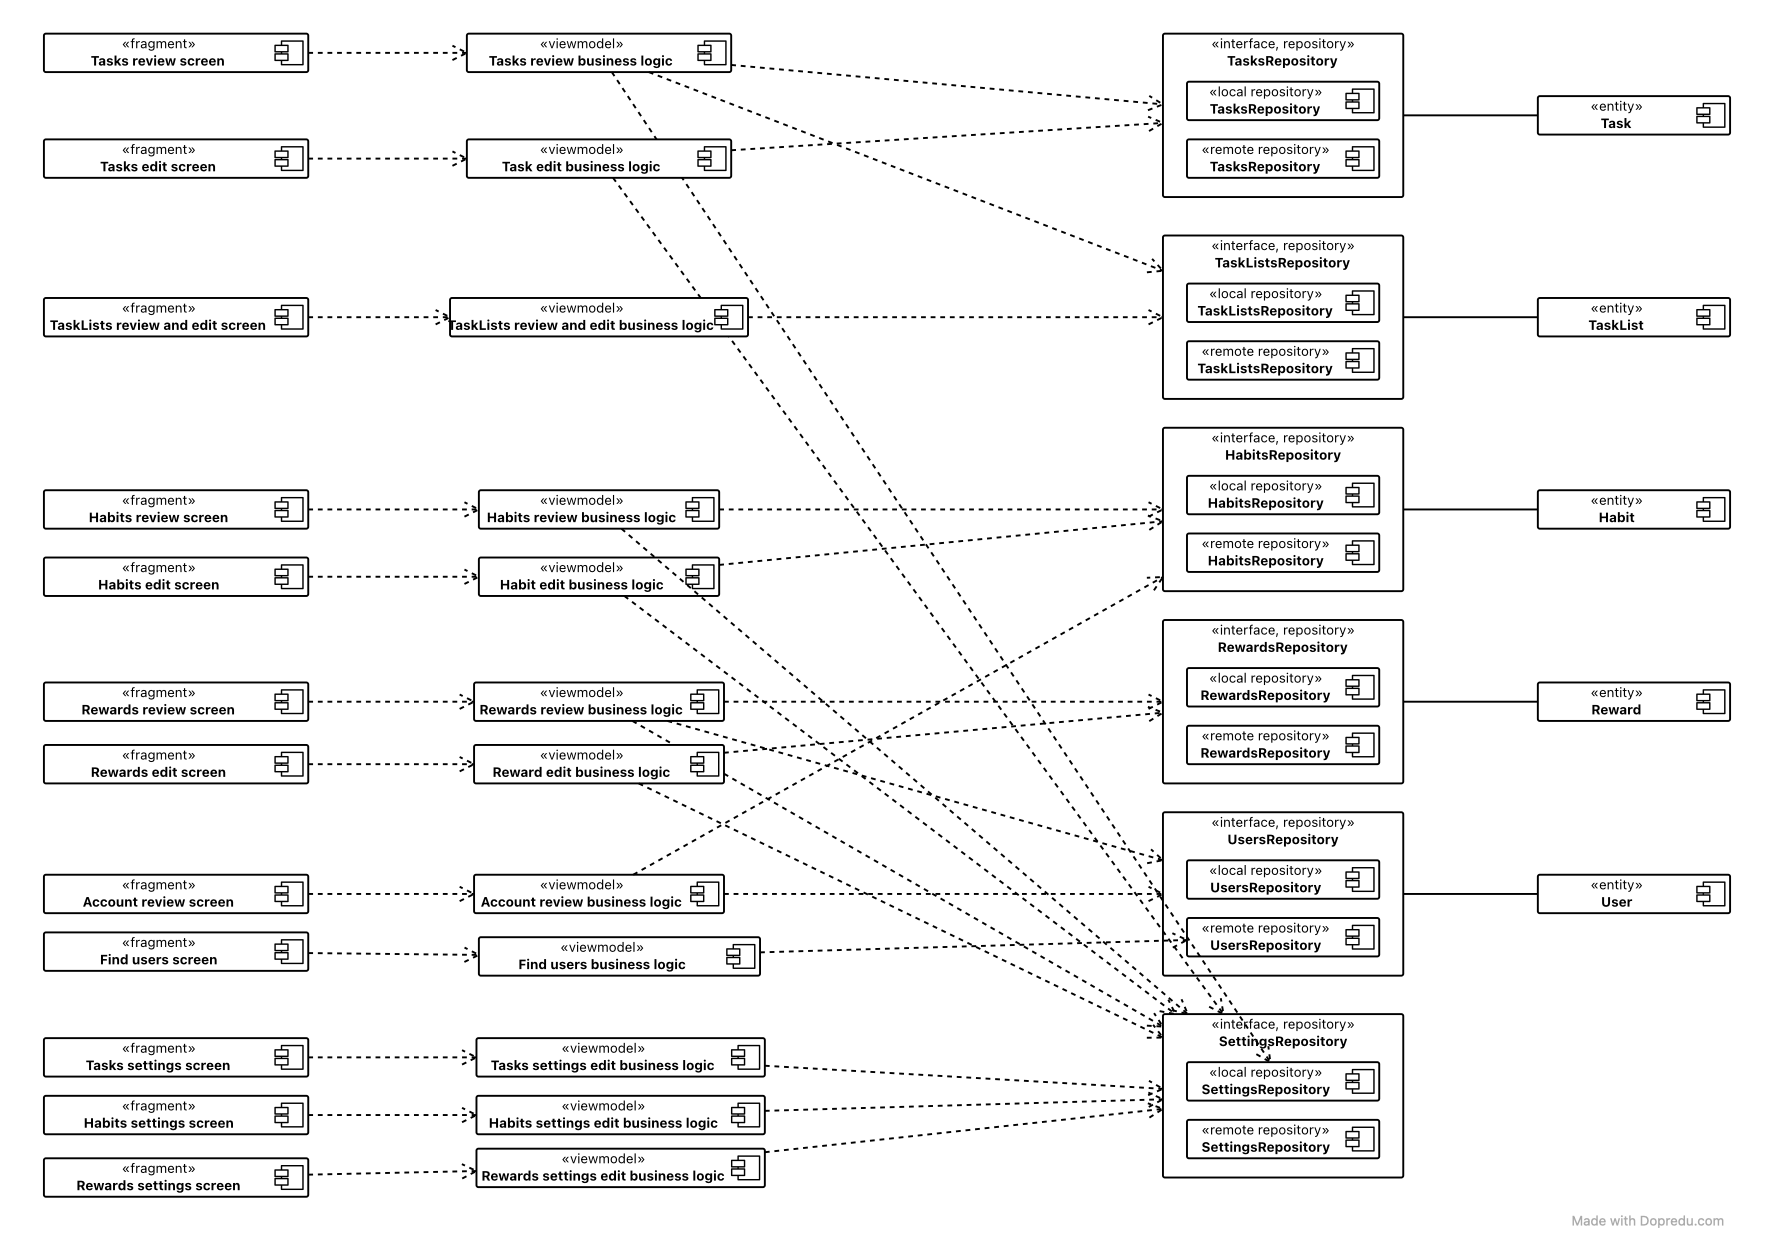 «fragment»
Tasks review screen
«viewmodel»
Tasks review business logic
«interface, repository»
TasksRepository
«local repository»
TasksRepository
«remote repository»
TasksRepository
«entity»
Task
«fragment»
Tasks edit screen
«viewmodel»
Task edit business logic
«interface, repository»
TaskListsRepository
«local repository»
TaskListsRepository
«remote repository»
TaskListsRepository
«entity»
TaskList
«fragment»
TaskLists review and edit screen
«viewmodel»
TaskLists review and edit business logic
«interface, repository»
HabitsRepository
«local repository»
HabitsRepository
«remote repository»
HabitsRepository
«entity»
Habit
«fragment»
Habits review screen
«viewmodel»
Habits review business logic
«fragment»
Habits edit screen
«viewmodel»
Habit edit business logic
«interface, repository»
RewardsRepository
«local repository»
RewardsRepository
«remote repository»
RewardsRepository
«entity»
Reward
«fragment»
Rewards review screen
«viewmodel»
Rewards review business logic
«fragment»
Rewards edit screen
«viewmodel»
Reward edit business logic
«interface, repository»
UsersRepository
«local repository»
UsersRepository
«remote repository»
UsersRepository
«entity»
User
«fragment»
Account review screen
«viewmodel»
Account review business logic
«fragment»
Find users screen
«viewmodel»
Find users business logic
«interface, repository»
SettingsRepository
«local repository»
SettingsRepository
«remote repository»
SettingsRepository
«fragment»
Tasks settings screen
«viewmodel»
Tasks settings edit business logic
«fragment»
Habits settings screen
«viewmodel»
Habits settings edit business logic
«fragment»
Rewards settings screen
«viewmodel»
Rewards settings edit business logic
Made with Dopredu.com